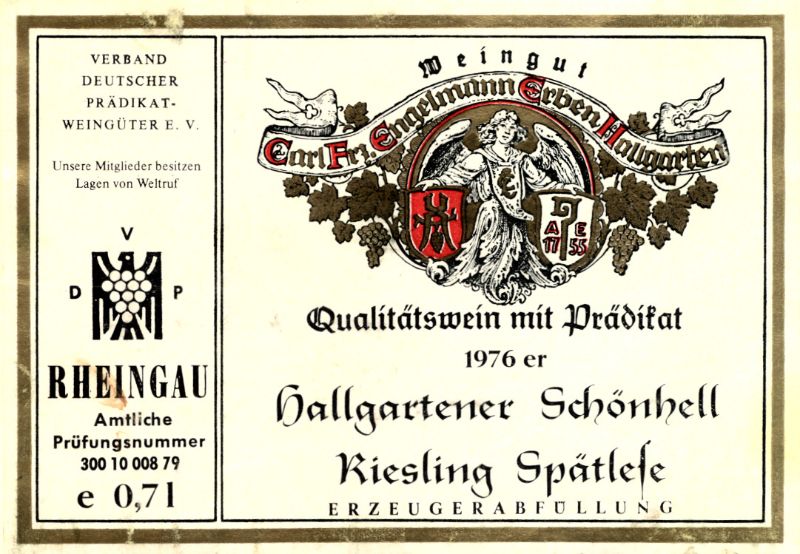 VERBAND
DEUTSCHER
PRÄDIKAT-
WEINGÜTER E. V.
Unsere Mitglieder besitzen
Lagen von Weltruf
V
D P
RHEINGAU
Amtliche
Prüfungsnummer
300 10 008 79
e 0,7l
Weingut
Carl Frz. Engelmann Erben Hallgarten
A E
17 55
Qualitätswein mit Prädikat
1976 er
Hallgartener Schönhell
Riesling Spätleſe
ERZEUGERABFÜLLUNG